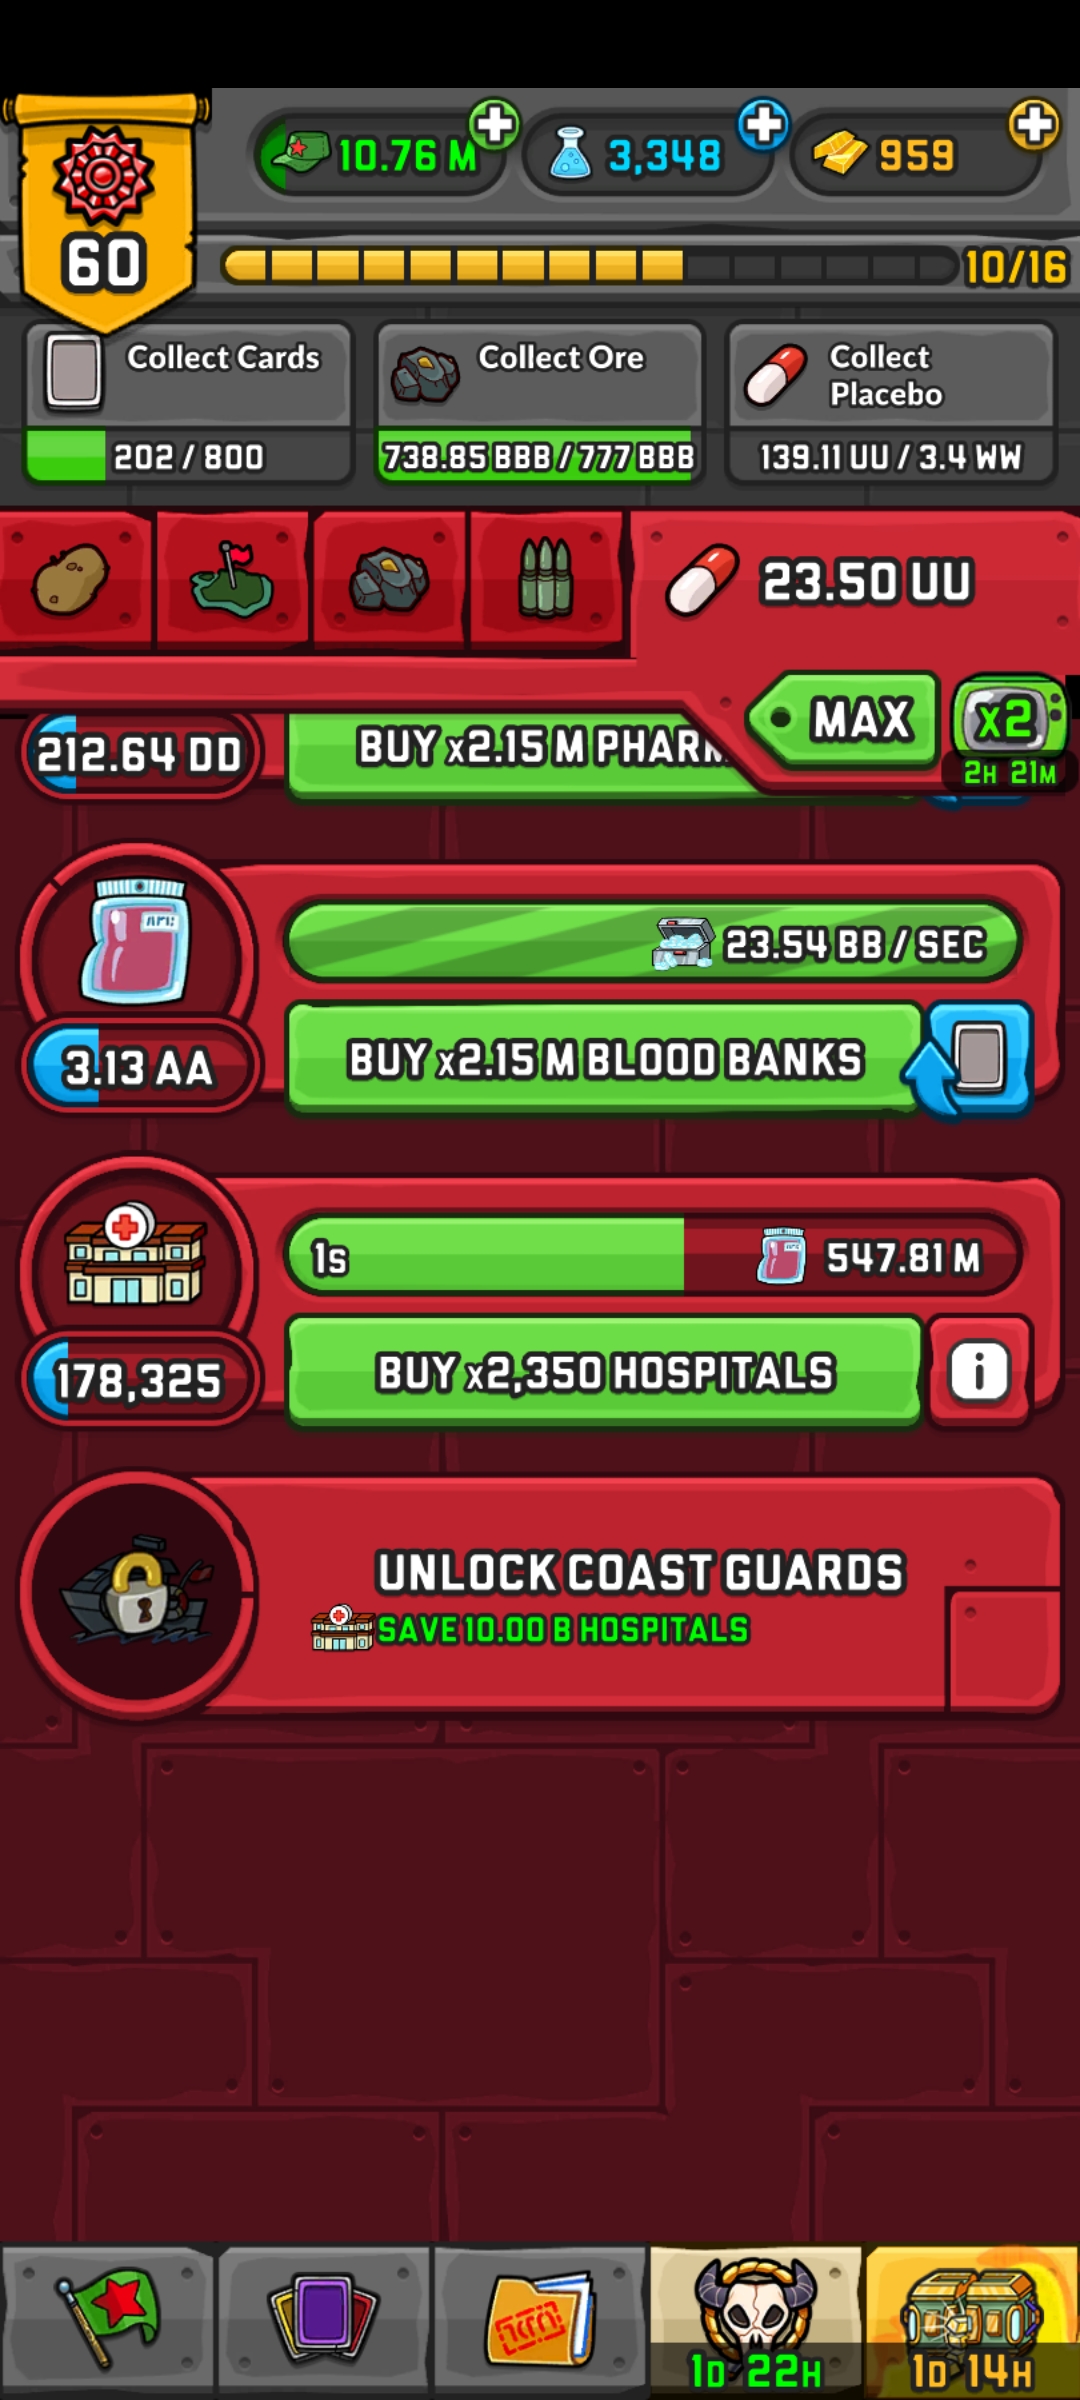 10.76 M
3,348
959
60
10/16
Collect Cards
202 / 800
Collect Ore
738.85 BBB / 777 BBB
Collect
Placebo
139.11 UU / 3.4 WW
23.50 UU
MAX
x2
2H 21M
212.64 DD
BUY x2.15 M PHARM
23.54 BB / SEC
3.13 AA
BUY x2.15 M BLOOD BANKS
1s
547.81 M
178,325
BUY x2,350 HOSPITALS
i
UNLOCK COAST GUARDS
SAVE 10.00 B HOSPITALS
1D 22H
1D 14H